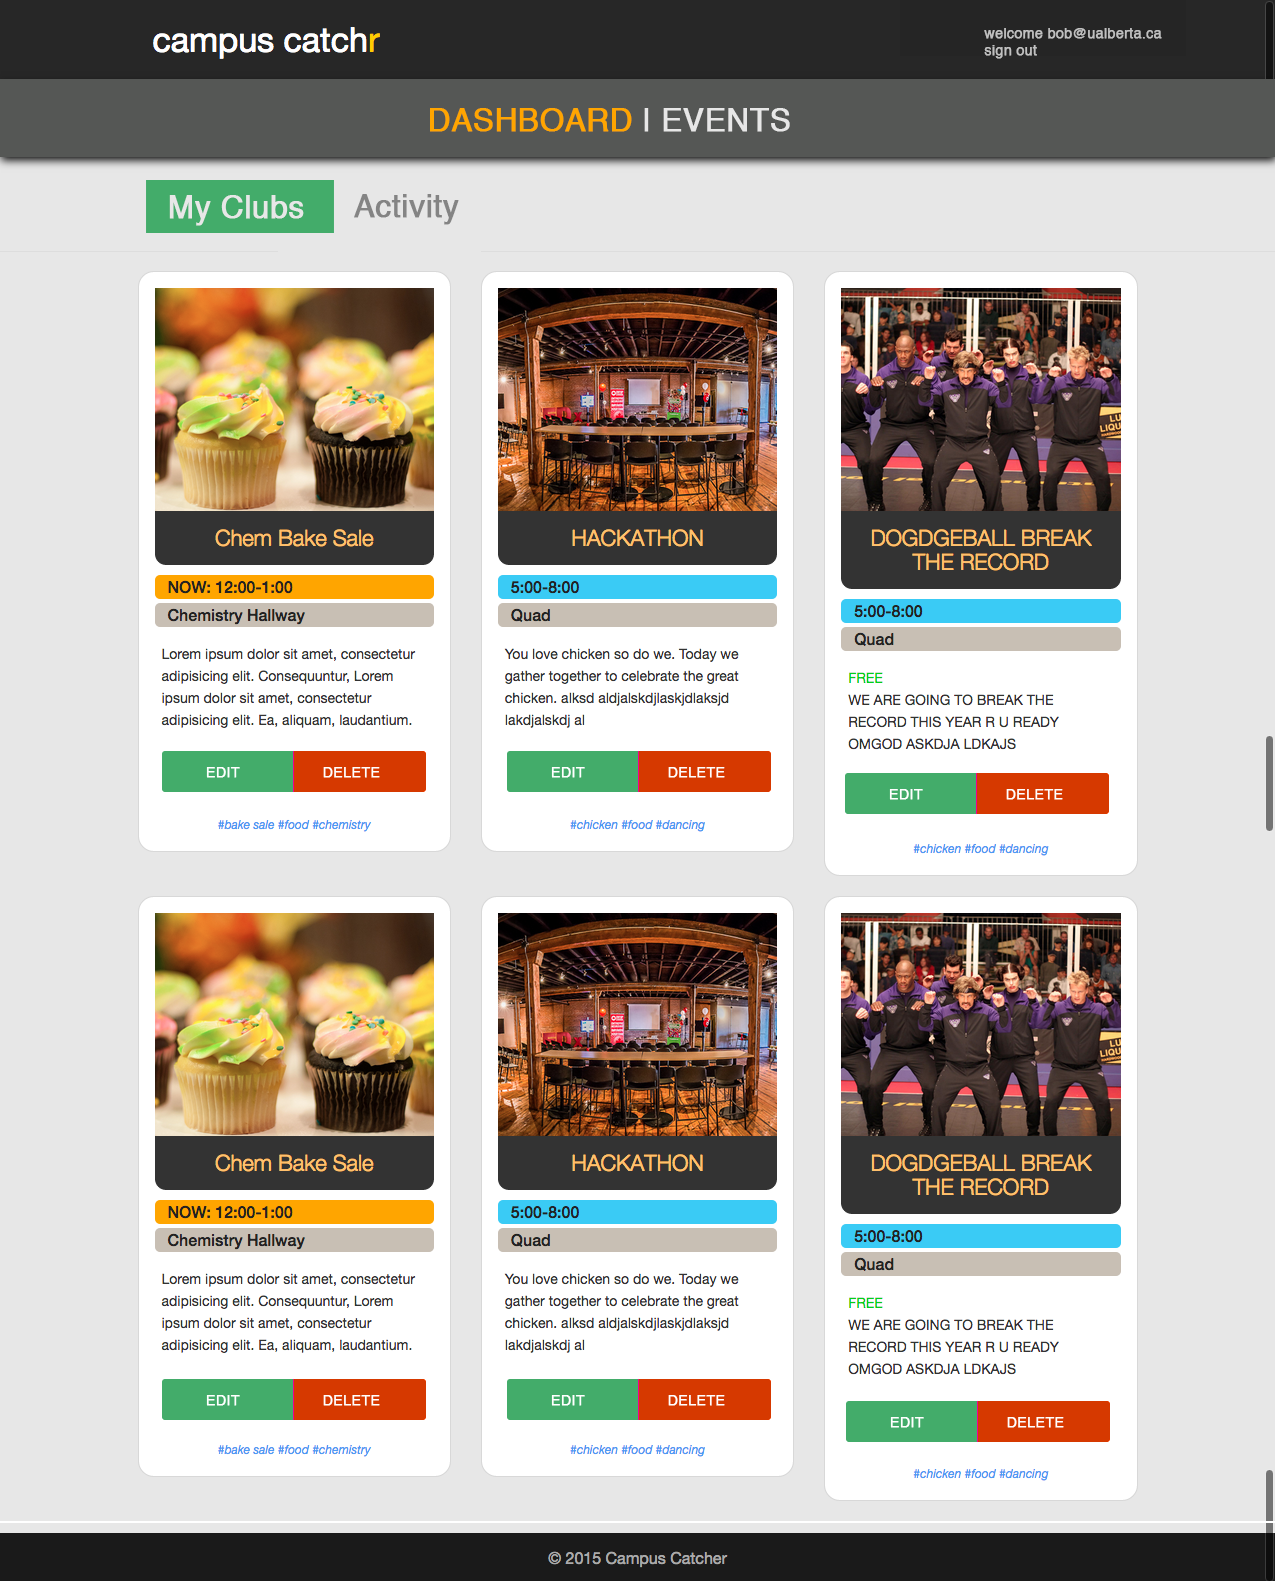 campus catchr
welcome bob@ualberta.ca
sign out
DASHBOARD | EVENTS
My Clubs
Activity
Chem Bake Sale
NOW: 12:00-1:00
Chemistry Hallway
Lorem ipsum dolor sit amet, consectetur
adipisicing elit. Consequuntur, Lorem
ipsum dolor sit amet, consectetur
adipisicing elit. Ea, aliquam, laudantium.
EDIT
DELETE
#bake sale #food #chemistry
HACKATHON
5:00-8:00
Quad
You love chicken so do we. Today we
gather together to celebrate the great
chicken. alksd aldjalskdjlaskjdlaksjd
lakdjalskdj al
EDIT
DELETE
#chicken #food #dancing
DOGDGEBALL BREAK
THE RECORD
5:00-8:00
Quad
FREE
WE ARE GOING TO BREAK THE
RECORD THIS YEAR R U READY
OMGOD ASKDJA LDKAJS
EDIT
DELETE
#chicken #food #dancing
Chem Bake Sale
NOW: 12:00-1:00
Chemistry Hallway
Lorem ipsum dolor sit amet, consectetur
adipisicing elit. Consequuntur, Lorem
ipsum dolor sit amet, consectetur
adipisicing elit. Ea, aliquam, laudantium.
EDIT
DELETE
#bake sale #food #chemistry
HACKATHON
5:00-8:00
Quad
You love chicken so do we. Today we
gather together to celebrate the great
chicken. alksd aldjalskdjlaskjdlaksjd
lakdjalskdj al
EDIT
DELETE
#chicken #food #dancing
DOGDGEBALL BREAK
THE RECORD
5:00-8:00
Quad
FREE
WE ARE GOING TO BREAK THE
RECORD THIS YEAR R U READY
OMGOD ASKDJA LDKAJS
EDIT
DELETE
#chicken #food #dancing
© 2015 Campus Catcher